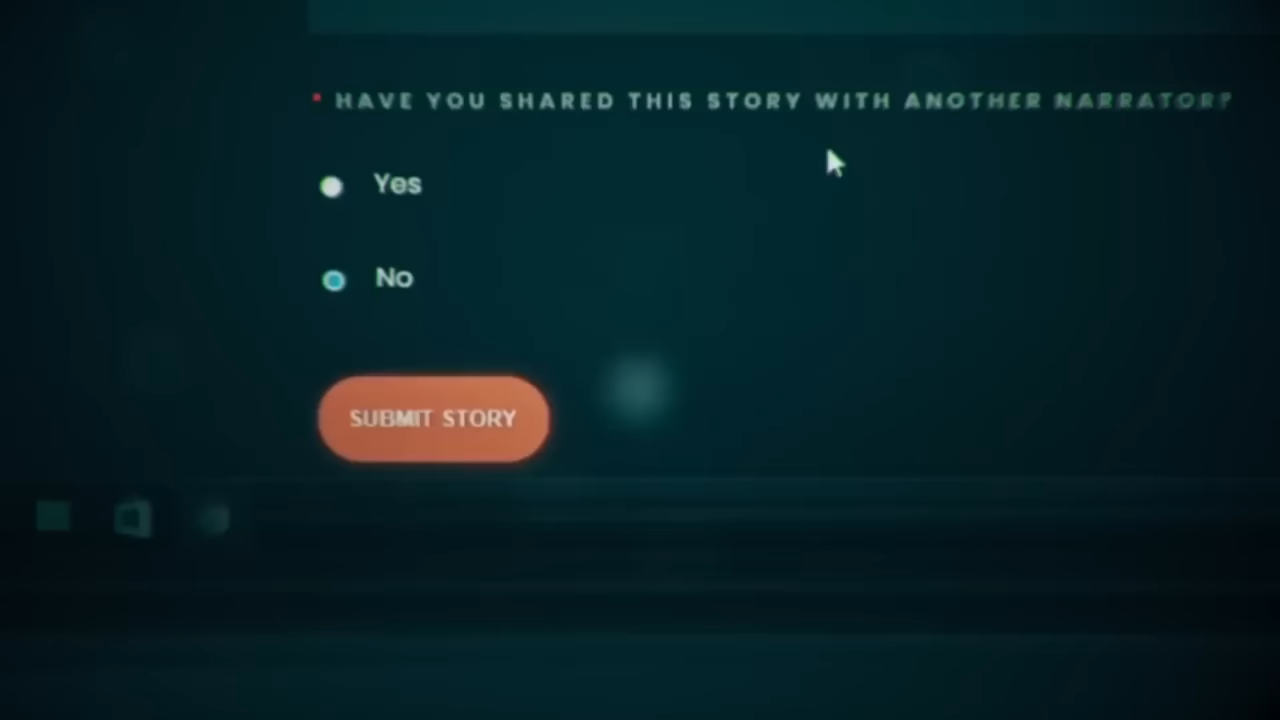 * HAVE YOU SHARED THIS STORY WITH ANOTHER NARRATOR?
Yes
No
SUBMIT STORY